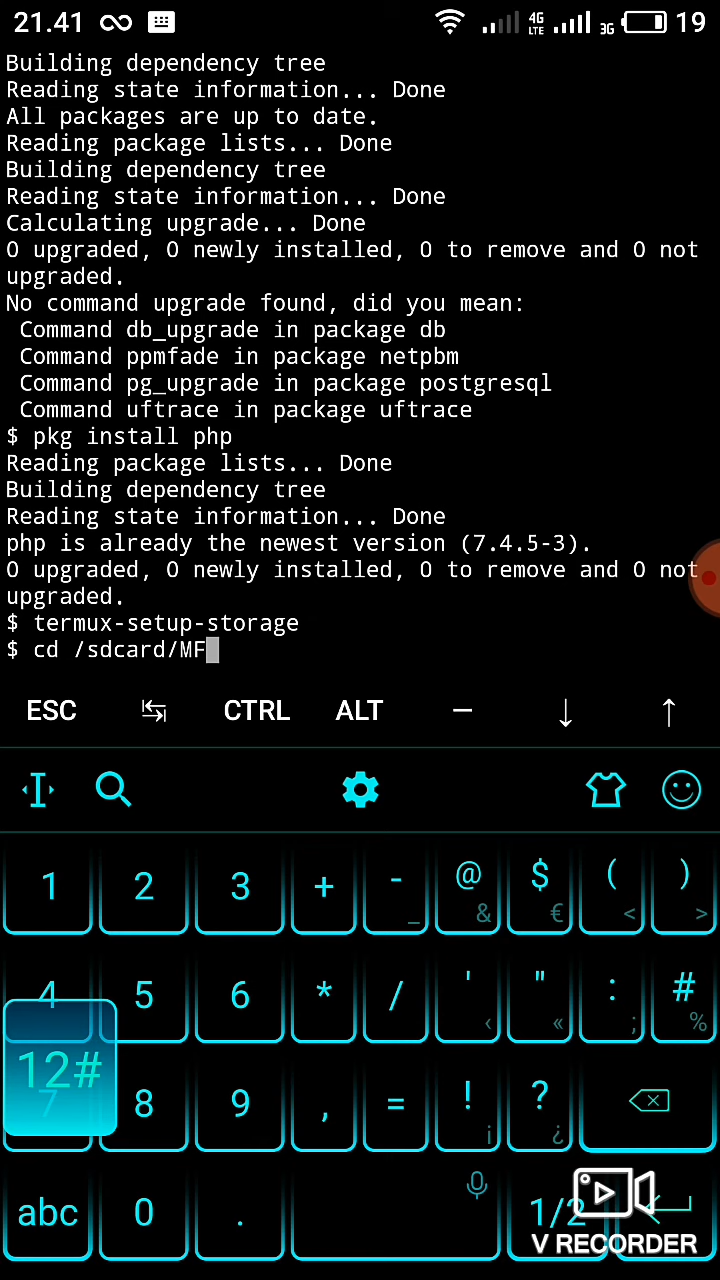 21.41 4G LTE 3G 19
Building dependency tree
Reading state information... Done
All packages are up to date.
Reading package lists... Done
Building dependency tree
Reading state information... Done
Calculating upgrade... Done
0 upgraded, 0 newly installed, 0 to remove and 0 not
upgraded.
No command upgrade found, did you mean:
 Command db_upgrade in package db
 Command ppmfade in package netpbm
 Command pg_upgrade in package postgresql
 Command uftrace in package uftrace
$ pkg install php
Reading package lists... Done
Building dependency tree
Reading state information... Done
php is already the newest version (7.4.5-3).
0 upgraded, 0 newly installed, 0 to remove and 0 not
upgraded.
$ termux-setup-storage
$ cd /sdcard/MF
ESC CTRL ALT — ↓ ↑
1 2 3 + - _ @ & $ € ( < ) >
4 5 6 * / ' ‹ " « : ; # %
12#
7 8 9 , = ! ¡ ? ¿
abc 0 . 1/2
V RECORDER